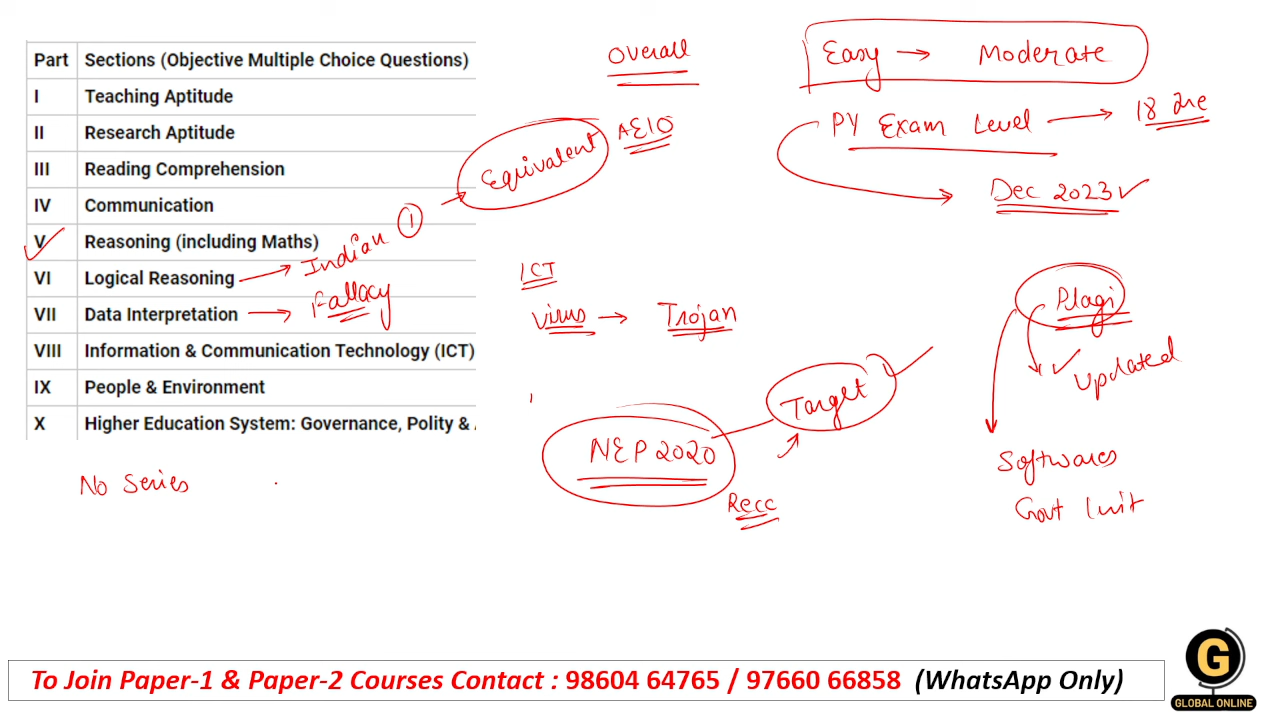 Part Sections (Objective Multiple Choice Questions)
I Teaching Aptitude
II Research Aptitude
III Reading Comprehension
IV Communication
V Reasoning (including Maths)
VI Logical Reasoning
VII Data Interpretation
VIII Information & Communication Technology (ICT)
IX People & Environment
X Higher Education System: Governance, Polity &
Indian 1
Fallacy
No Series
Overall
Easy → Moderate
Equivalent AEIO
PY Exam Level → 18
Dec 2023 ✓
ICT
Virus → Trojan
Plagi
Updated
Target
NEP 2020
Recc
Softwares
Govt
To Join Paper-1 & Paper-2 Courses Contact : 98604 64765 / 97660 66858 (WhatsApp Only)
G
GLOBAL ONLINE